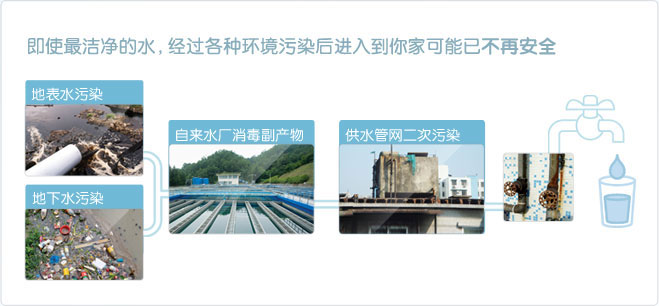 即使最洁净的水，经过各种环境污染后进入到你家可能已不再安全
地表水污染
地下水污染
自来水厂消毒副产物
供水管网二次污染